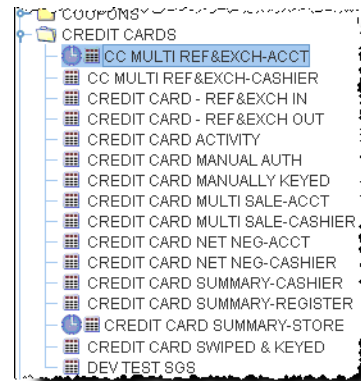 COUPONS
CREDIT CARDS
CC MULTI REF&EXCH-ACCT
CC MULTI REF&EXCH-CASHIER
CREDIT CARD - REF&EXCH IN
CREDIT CARD - REF&EXCH OUT
CREDIT CARD ACTIVITY
CREDIT CARD MANUAL AUTH
CREDIT CARD MANUALLY KEYED
CREDIT CARD MULTI SALE-ACCT
CREDIT CARD MULTI SALE-CASHIER
CREDIT CARD NET NEG-ACCT
CREDIT CARD NET NEG-CASHIER
CREDIT CARD SUMMARY-CASHIER
CREDIT CARD SUMMARY-REGISTER
CREDIT CARD SUMMARY-STORE
CREDIT CARD SWIPED & KEYED
DEV TEST SGS